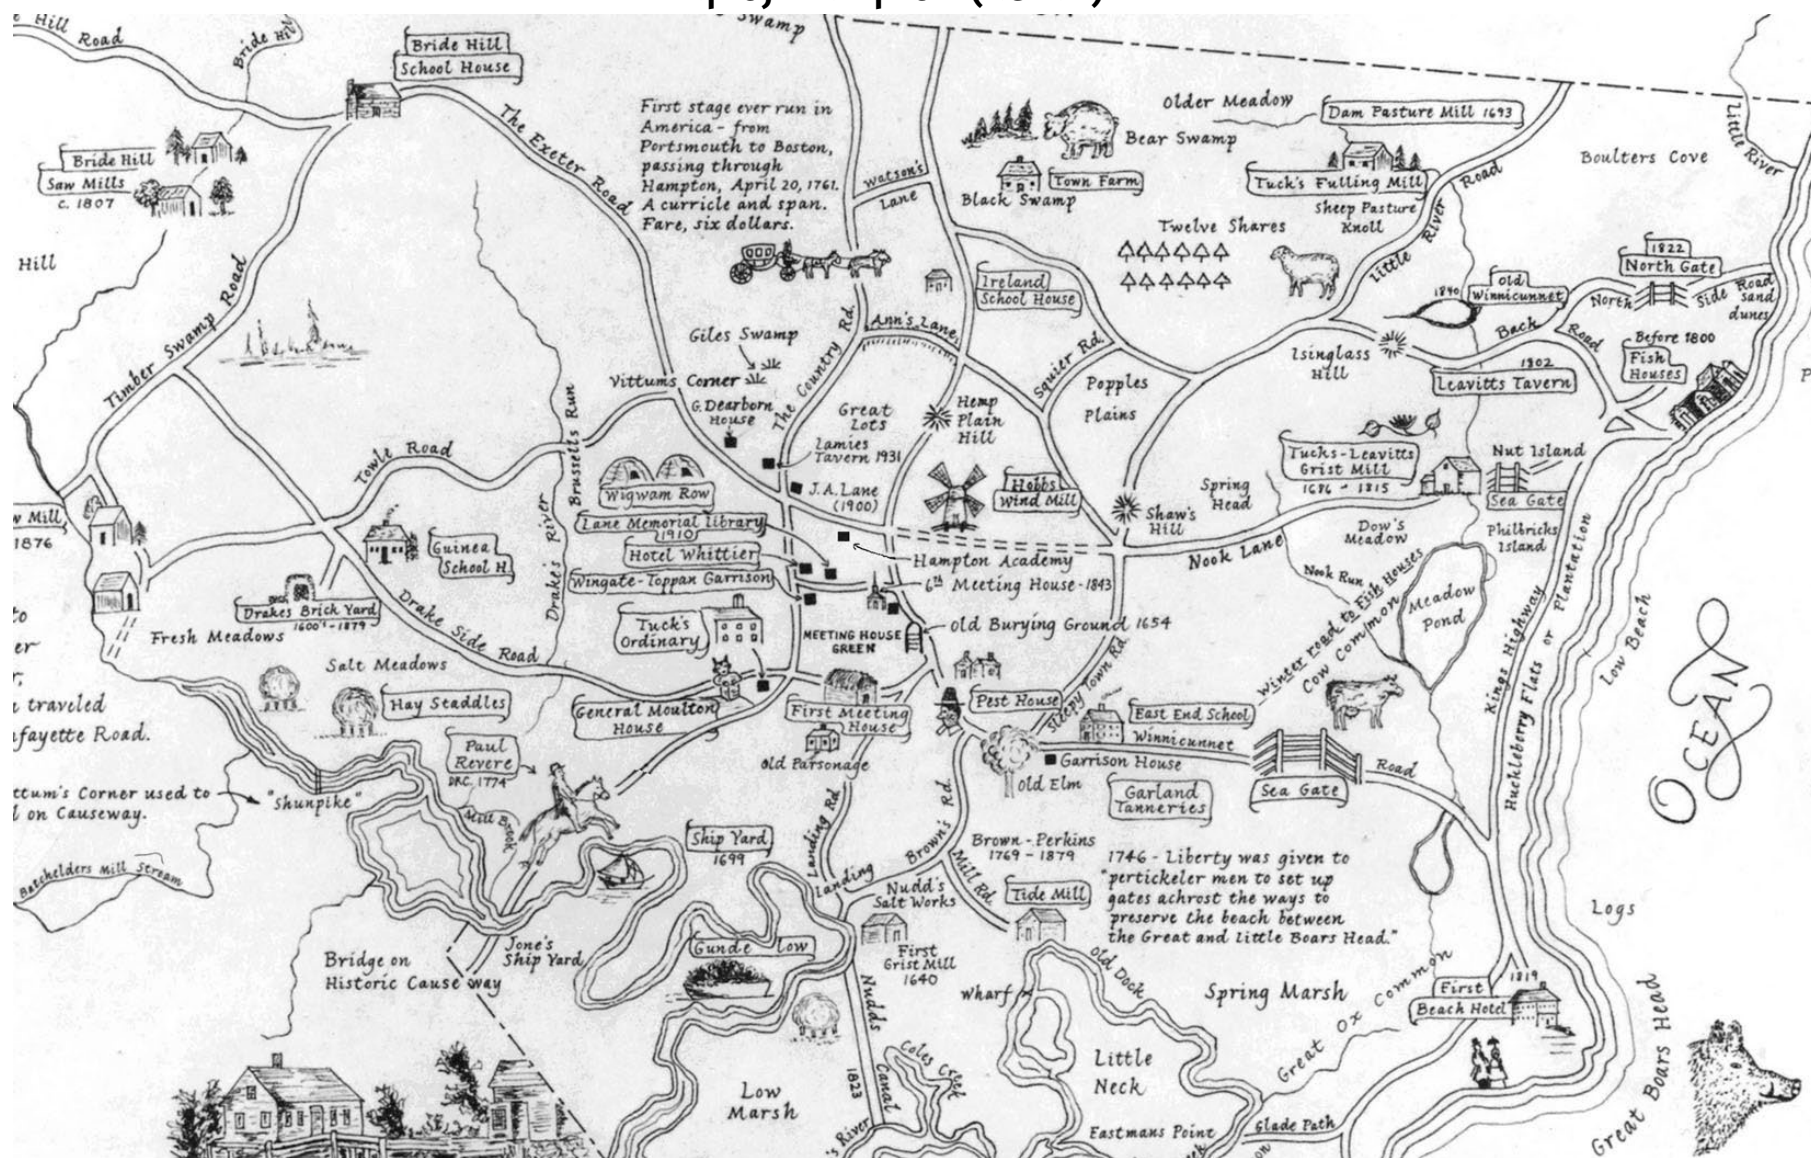 Hill Road
Bride Hill
Swamp
Bride Hill
School House
The Exeter Road
First stage ever run in
America - from
Portsmouth to Boston,
passing through
Hampton, April 20, 1761.
A curricle and span.
Fare, six dollars.
Older Meadow
Dam Pasture Mill 1693
Bear Swamp
Little River
Boulters Cove
Bride Hill
Saw Mills
c. 1807
Watson's
Lane
Town Farm
Black Swamp
Tuck's Fulling Mill
Sheep Pasture
Knoll
Little River Road
Twelve Shares
Hill
Timber Swamp Road
Ireland
School House
1822
North Gate
North Side Road
sand
dunes
1840
Old
Winnicunnet
Back Road
Before 1800
Fish
Houses
Giles Swamp
The Country Rd.
Ann's Lane
Squier Rd.
Isinglass
Hill
1902
Leavitts Tavern
Vittums Corner
Popples
Plains
G. Dearborn
House
Great
Lots
Hemp
Plain
Hill
Lamies
Tavern 1931
Towle Road
Brussells Run
Wigwam Row
J.A. Lane
(1900)
Hobbs
Wind Mill
Spring
Head
Shaw's
Hill
Tucks-Leavitts
Grist Mill
1686 - 1815
Nut Island
Sea Gate
Philbricks
Island
Dow's
Meadow
w Mill
1876
Lane Memorial Library
1910
Hotel Whittier
Wingate-Toppan Garrison
Hampton Academy
6th Meeting House - 1843
Nook Lane
Nook Run
Winter road to Fish Houses
Cow Common
Meadow
Pond
Guinea
School H.
Drake's River
Drakes Brick Yard
1600's - 1879
Drake Side Road
Tuck's
Ordinary
MEETING HOUSE
GREEN
Old Burying Ground 1654
Kings Highway
Huckleberry Flats or Plantation
Low Beach
OCEAN
Fresh Meadows
Salt Meadows
Hay Staddles
General Moulton
House
First Meeting
House
Pest House
Sleepy Town Rd.
East End School
Winnicunnet Road
Garrison House
Sea Gate
to
er
traveled
fayette Road.
Paul
Revere
DEC. 1774
Old Parsonage
Old Elm
Garland
Tanneries
ttum's Corner used to
on Causeway.
"Shunpike"
Mill Brook
Ship Yard
1699
Landing Rd.
Landing
Brown's Rd.
Mill Rd
Brown - Perkins
1769 - 1879
Tide Mill
1746 - Liberty was given to
"pertickeler men to set up
gates achrost the ways to
preserve the beach between
the Great and little Boars Head."
Batchelders Mill Stream
Nudd's
Salt Works
Logs
Bridge on
Historic Causeway
Jone's
Ship Yard
Gundelow
First
Grist Mill
1640
Wharf
Old Dock
Spring Marsh
Great Ox Common
First
Beach Hotel
1819
Nudds
Canal
1823
Coles Creek
Low
Marsh
Little
Neck
Great Boars Head
River
Eastmans Point
Glade Path